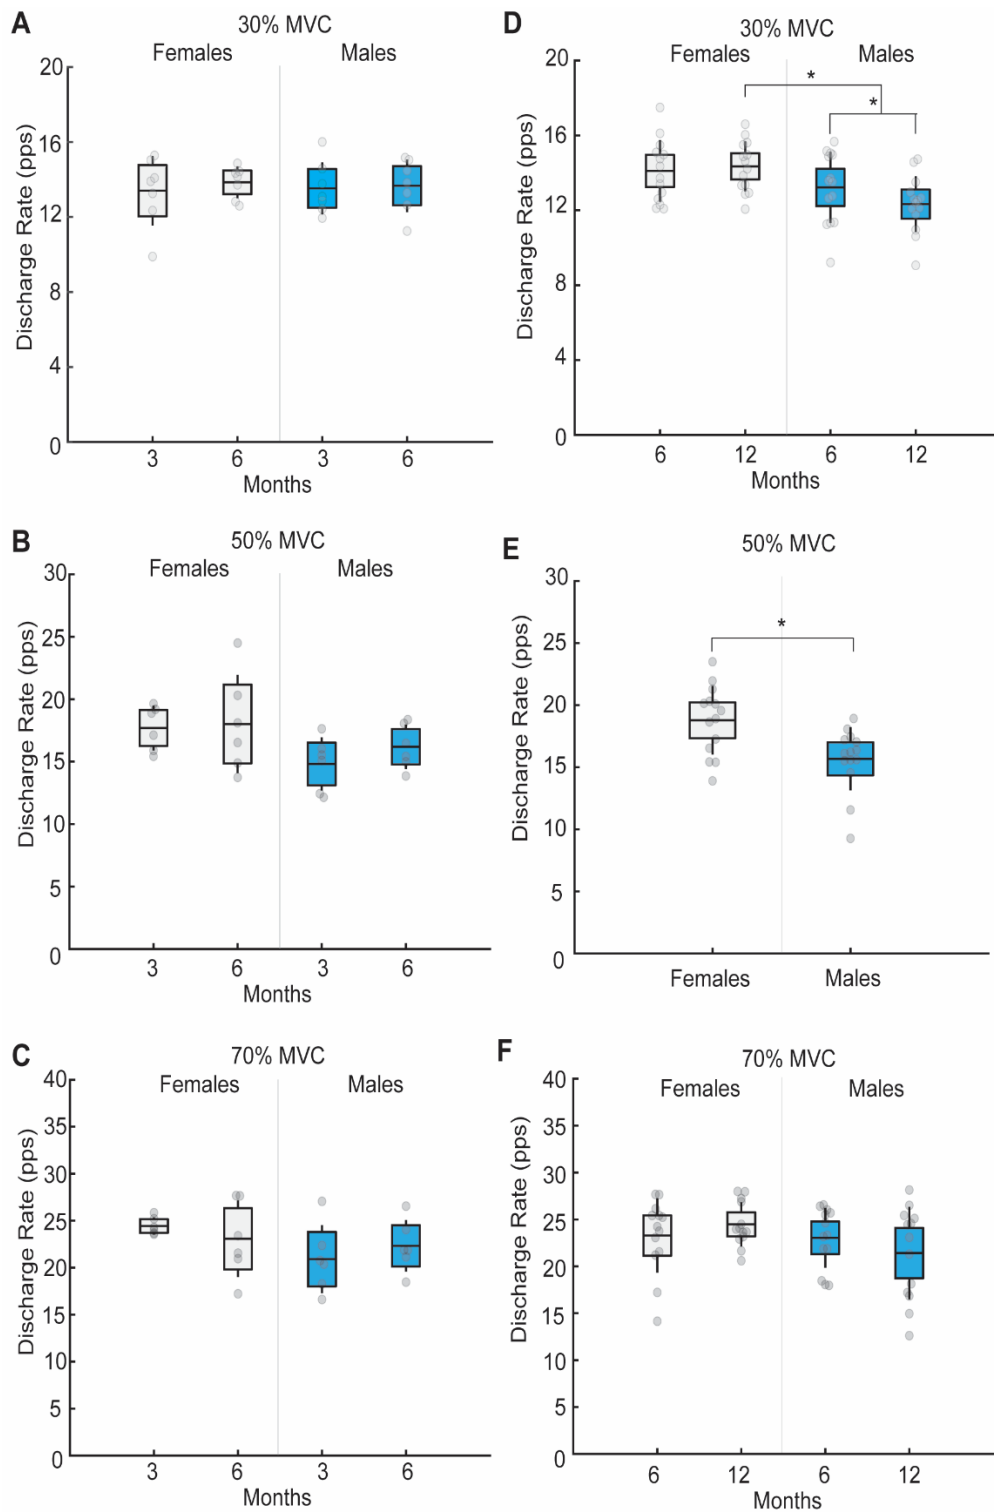 A
30% MVC
Females Males
Discharge Rate (pps)
20
16
12
8
4
0
3 6 3 6
Months
B
50% MVC
Females Males
Discharge Rate (pps)
30
25
20
15
10
5
0
3 6 3 6
Months
C
70% MVC
Females Males
Discharge Rate (pps)
40
35
30
25
20
15
10
5
0
3 6 3 6
Months
D
30% MVC
Females Males
Discharge Rate (pps)
20
16
12
8
4
0
*
*
6 12 6 12
Months
E
50% MVC
Discharge Rate (pps)
30
25
20
15
10
5
0
*
Females Males
F
70% MVC
Females Males
Discharge Rate (pps)
40
35
30
25
20
15
10
5
0
6 12 6 12
Months